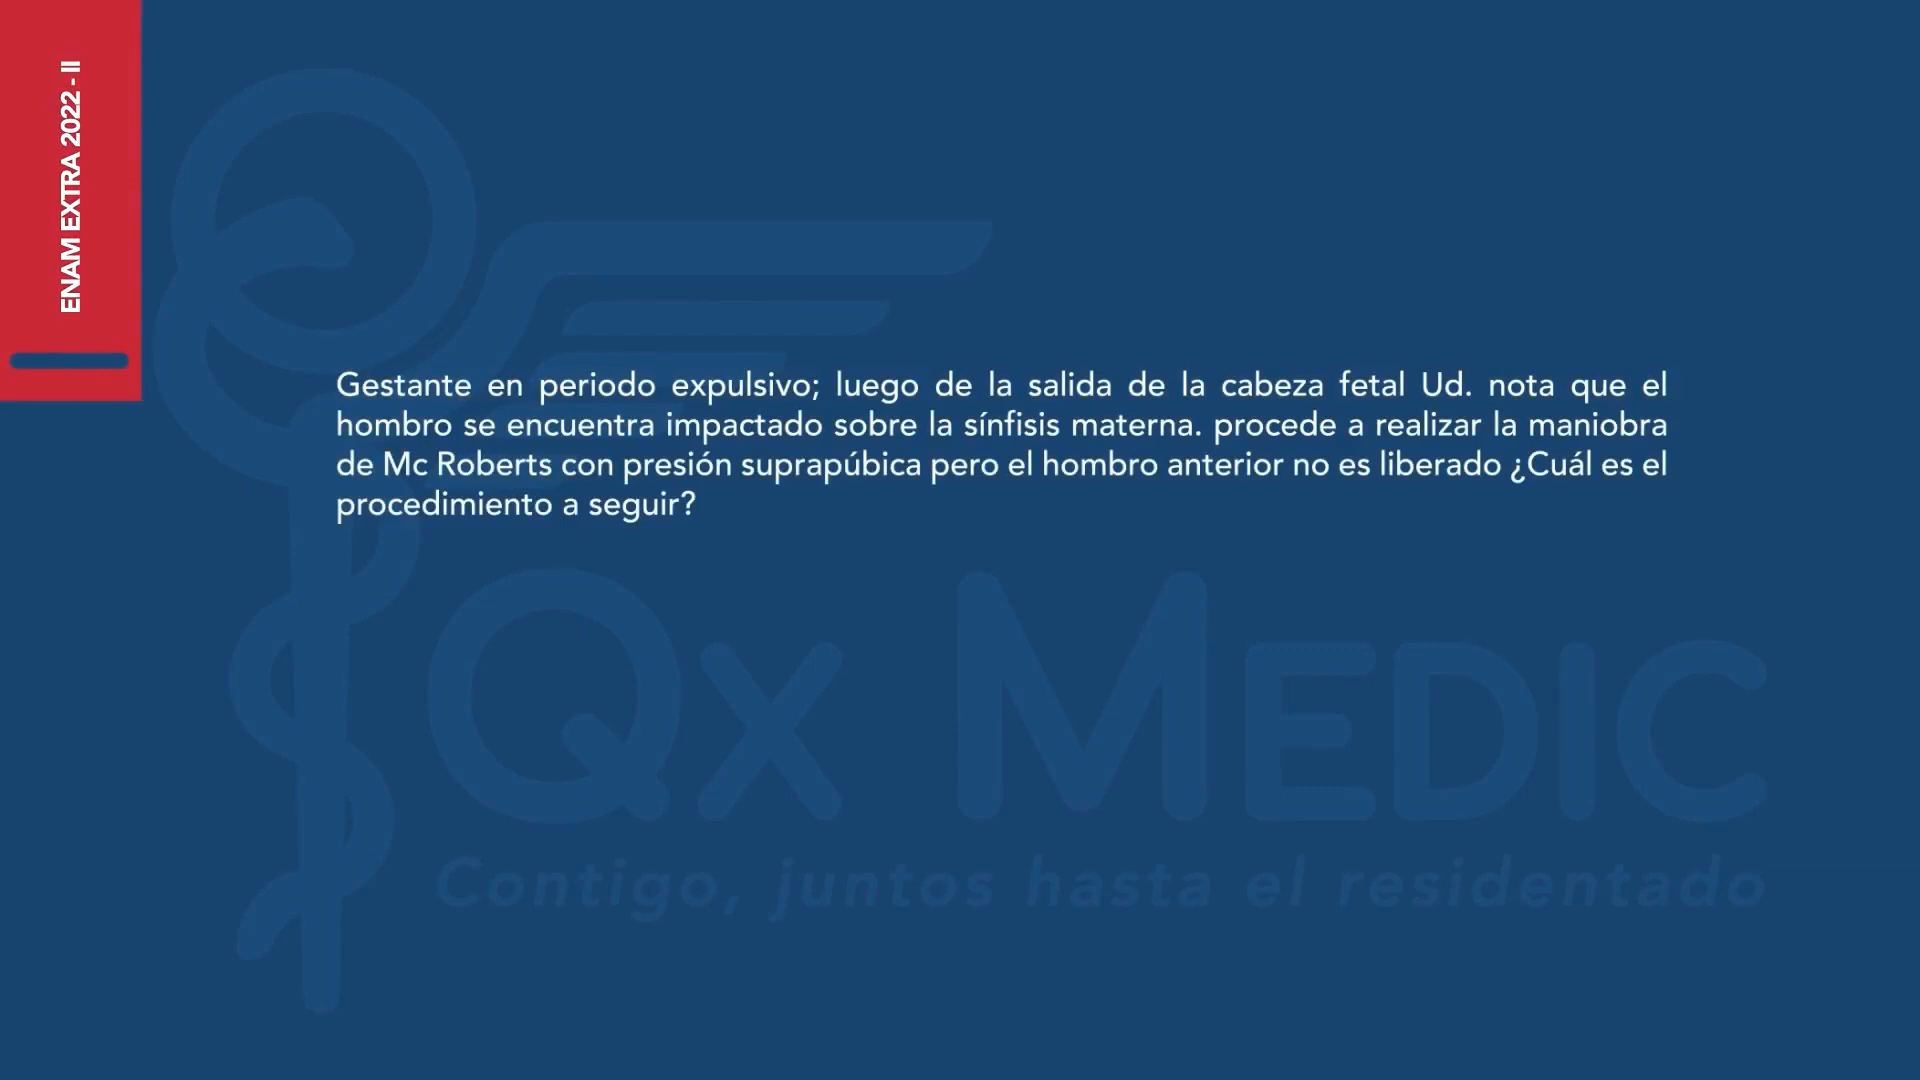 ENAM EXTRA 2022 - II
Gestante en periodo expulsivo; luego de la salida de la cabeza fetal Ud. nota que el
hombro se encuentra impactado sobre la sínfisis materna. procede a realizar la maniobra
de Mc Roberts con presión suprapúbica pero el hombro anterior no es liberado ¿Cuál es el
procedimiento a seguir?
QX MEDIC
Contigo, juntos hasta el residentado